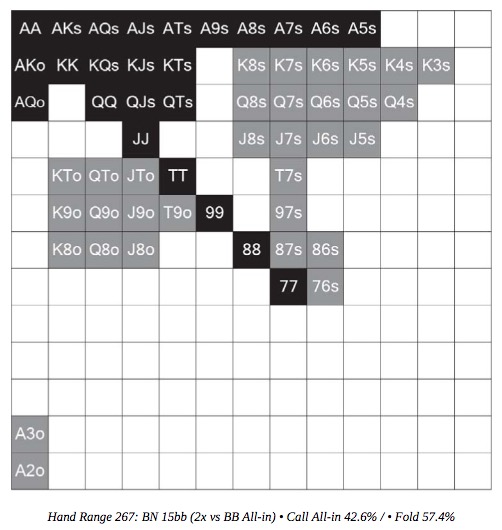 AA AKs AQs AJs ATs A9s A8s A7s A6s A5s
AKo KK KQs KJs KTs K8s K7s K6s K5s K4s K3s
AQo QQ QJs QTs Q8s Q7s Q6s Q5s Q4s
JJ J8s J7s J6s J5s
KTo QTo JTo TT T7s
K9o Q9o J9o T9o 99 97s
K8o Q8o J8o 88 87s 86s
77 76s
A3o
A2o
Hand Range 267: BN 15bb (2x vs BB All-in) • Call All-in 42.6% / • Fold 57.4%